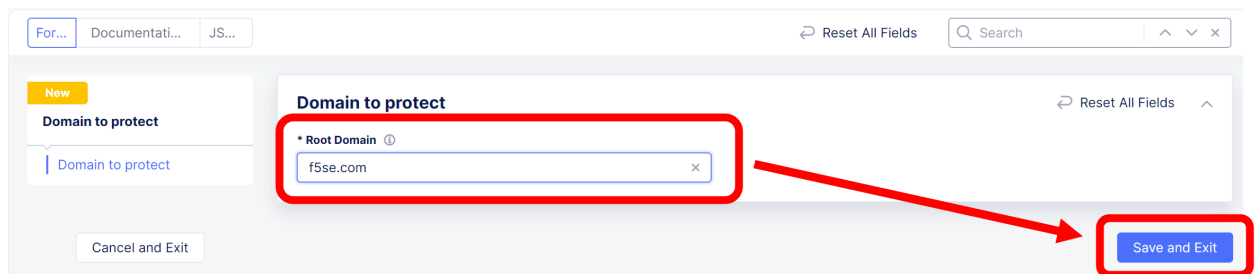 For... Documentati... JS... Reset All Fields Search
New
Domain to protect
Domain to protect
Domain to protect Reset All Fields
* Root Domain
f5se.com
Cancel and Exit Save and Exit